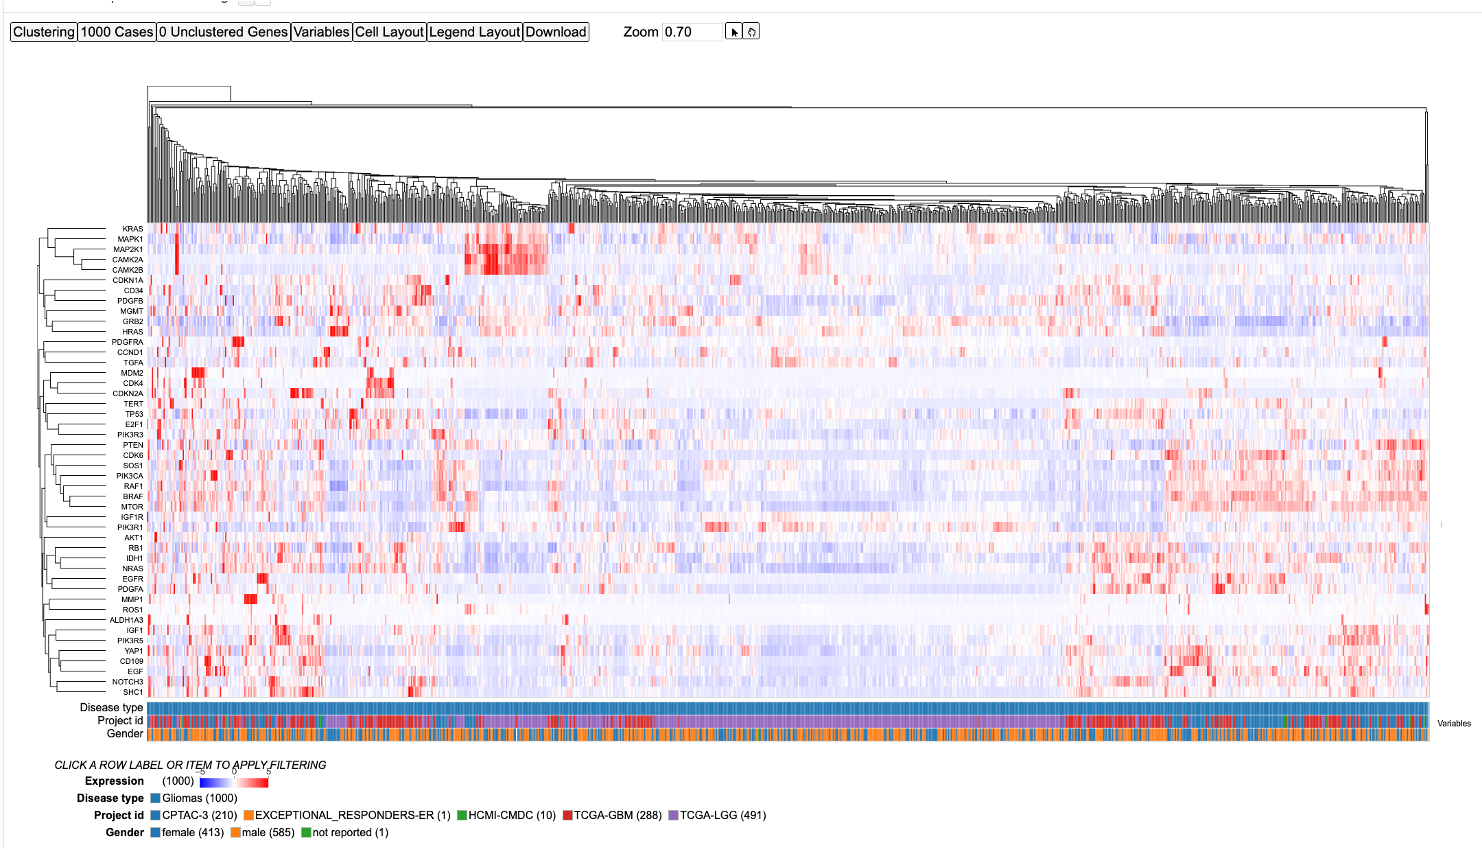 Clustering 1000 Cases 0 Unclustered Genes Variables Cell Layout Legend Layout Download Zoom 0.70
KRAS
MAPK1
MAP2K1
CAMK2A
CAMK2B
CDKN1A
CD34
PDGFB
MGMT
GRB2
HRAS
PDGFRA
CCND1
TGFA
MDM2
CDK4
CDKN2A
TERT
TP53
E2F1
PIK3R3
PTEN
CDK6
SOS1
PIK3CA
RAF1
BRAF
MTOR
IGF1R
PIK3R1
AKT1
RB1
IDH1
NRAS
EGFR
PDGFA
MMP1
ROS1
ALDH1A3
IGF1
PIK3R5
YAP1
CD109
EGF
NOTCH3
SHC1
Disease type
Project id
Variables
Gender
CLICK A ROW LABEL OR ITEM TO APPLY FILTERING
-5 0 5
Expression (1000)
Disease type Gliomas (1000)
Project id CPTAC-3 (210) EXCEPTIONAL_RESPONDERS-ER (1) HCMI-CMDC (10) TCGA-GBM (288) TCGA-LGG (491)
Gender female (413) male (585) not reported (1)